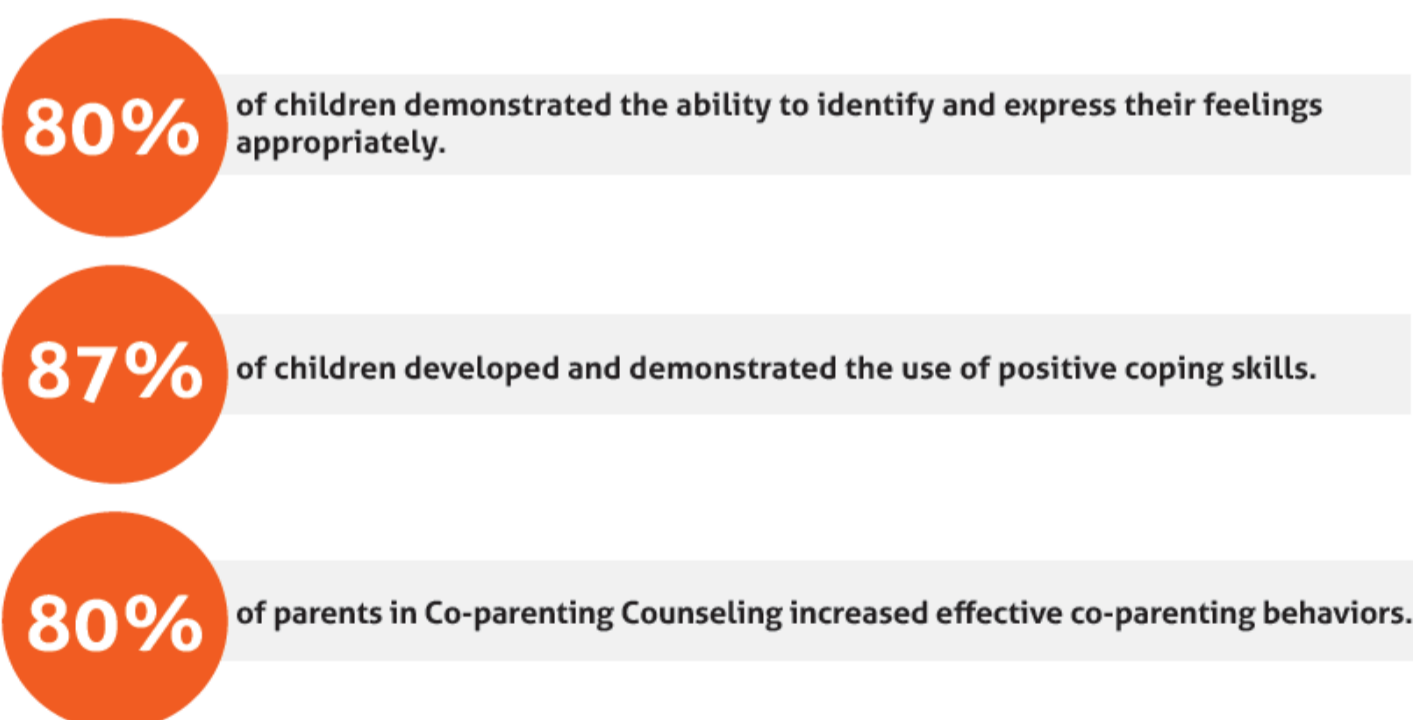 80%
of children demonstrated the ability to identify and express their feelings
appropriately.
87%
of children developed and demonstrated the use of positive coping skills.
80%
of parents in Co-parenting Counseling increased effective co-parenting behaviors.